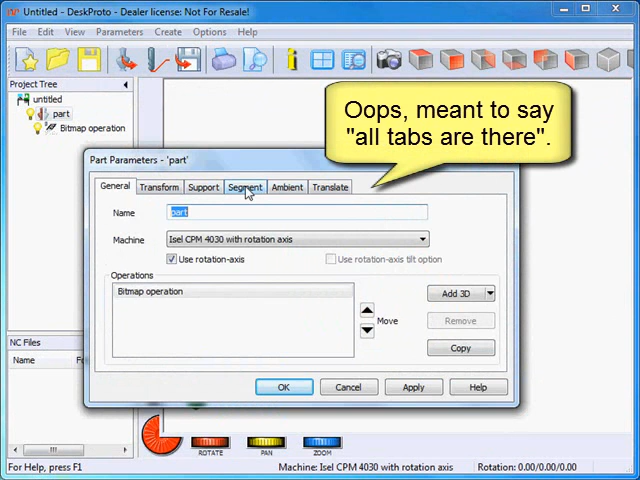 Untitled - DeskProto - Dealer license: Not For Resale!
File Edit View Parameters Create Options Help
Project Tree
untitled
part
Bitmap operation
Oops, meant to say
"all tabs are there".
Part Parameters - 'part'
General Transform Support Segment Ambient Translate
Name part
Machine Isel CPM 4030 with rotation axis
Use rotation-axis Use rotation-axis tilt option
Operations
Bitmap operation
Add 3D
Move Remove
Copy
OK Cancel Apply Help
NC Files
Name
ROTATE PAN ZOOM
For Help, press F1 Machine: Isel CPM 4030 with rotation axis Rotation: 0.00/0.00/0.00